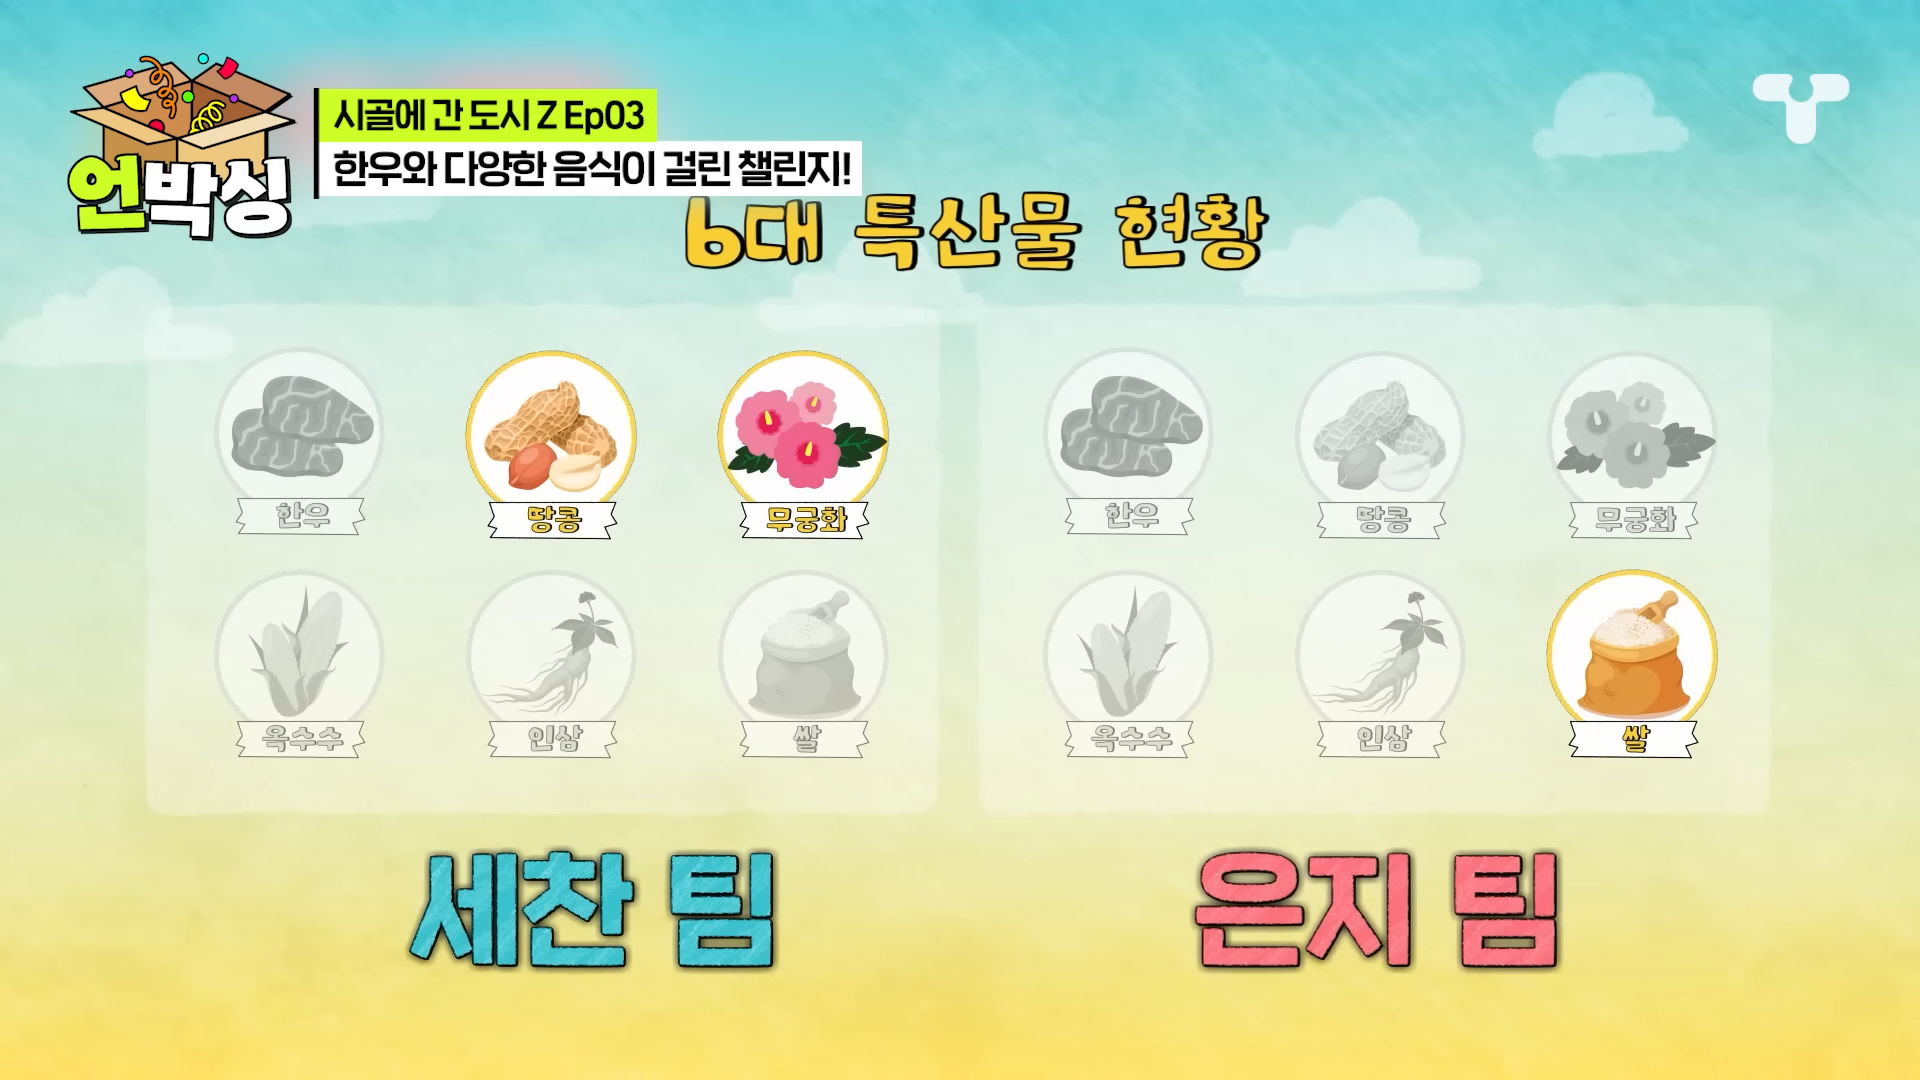 시골에 간 도시 Z Ep03
한우와 다양한 음식이 걸린 챌린지!
언박싱
6대 특산물 현황
한우
땅콩
무궁화
한우
땅콩
무궁화
옥수수
인삼
쌀
옥수수
인삼
쌀
세찬 팀
은지 팀